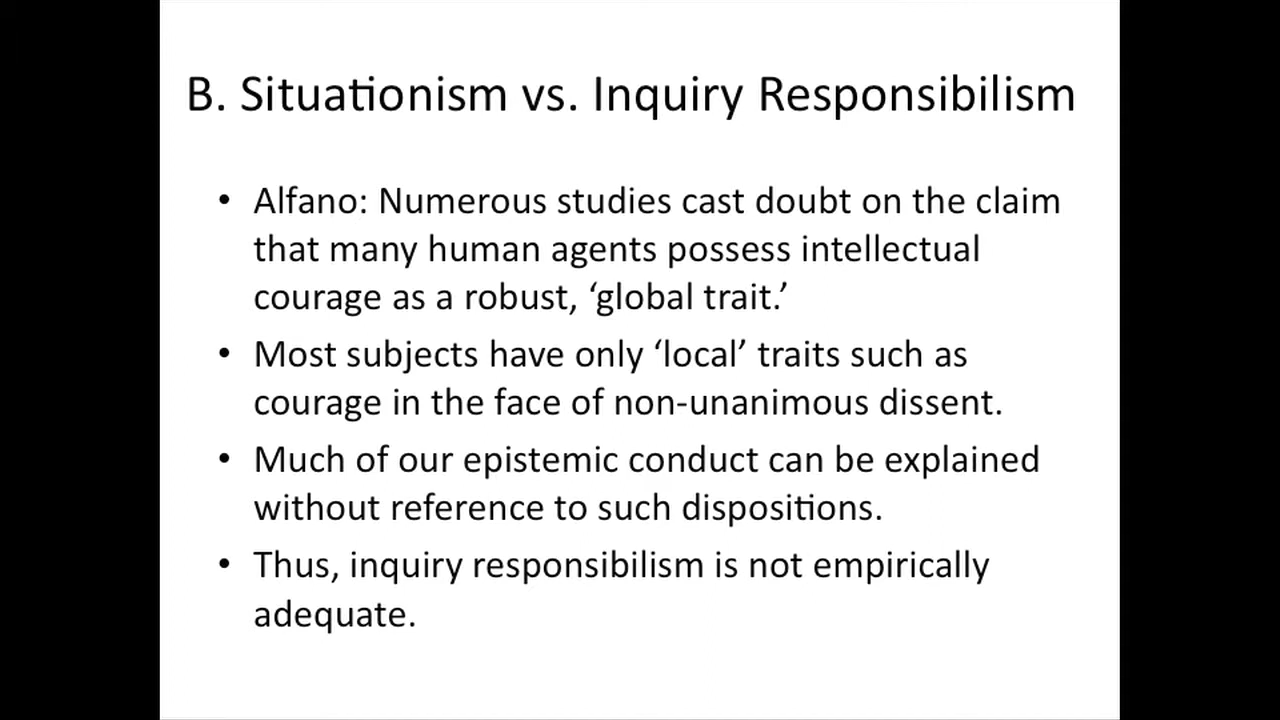 B. Situationism vs. Inquiry Responsibilism
• Alfano: Numerous studies cast doubt on the claim
that many human agents possess intellectual
courage as a robust, ‘global trait.’
• Most subjects have only ‘local’ traits such as
courage in the face of non-unanimous dissent.
• Much of our epistemic conduct can be explained
without reference to such dispositions.
• Thus, inquiry responsibilism is not empirically
adequate.